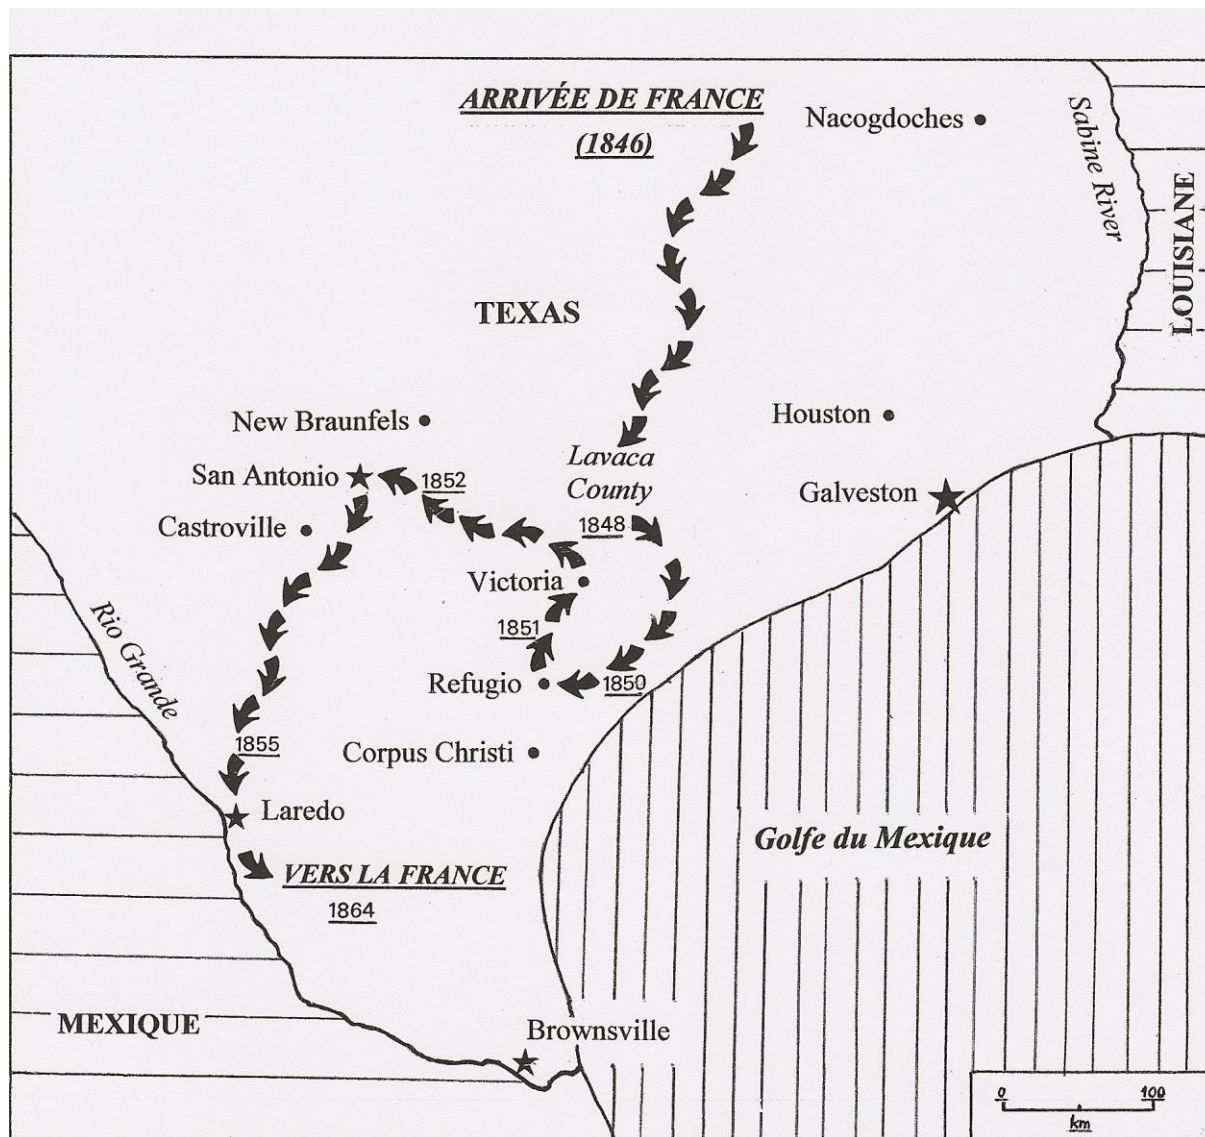 ARRIVÉE DE FRANCE
(1846)
Nacogdoches
Sabine River
LOUISIANE
TEXAS
New Braunfels
Houston
San Antonio
1852
Lavaca
County
Galveston
Castroville
1848
Victoria
Rio Grande
1851
Refugio
1850
1855
Corpus Christi
Laredo
Golfe du Mexique
VERS LA FRANCE
1864
MEXIQUE
Brownsville
0 100
km